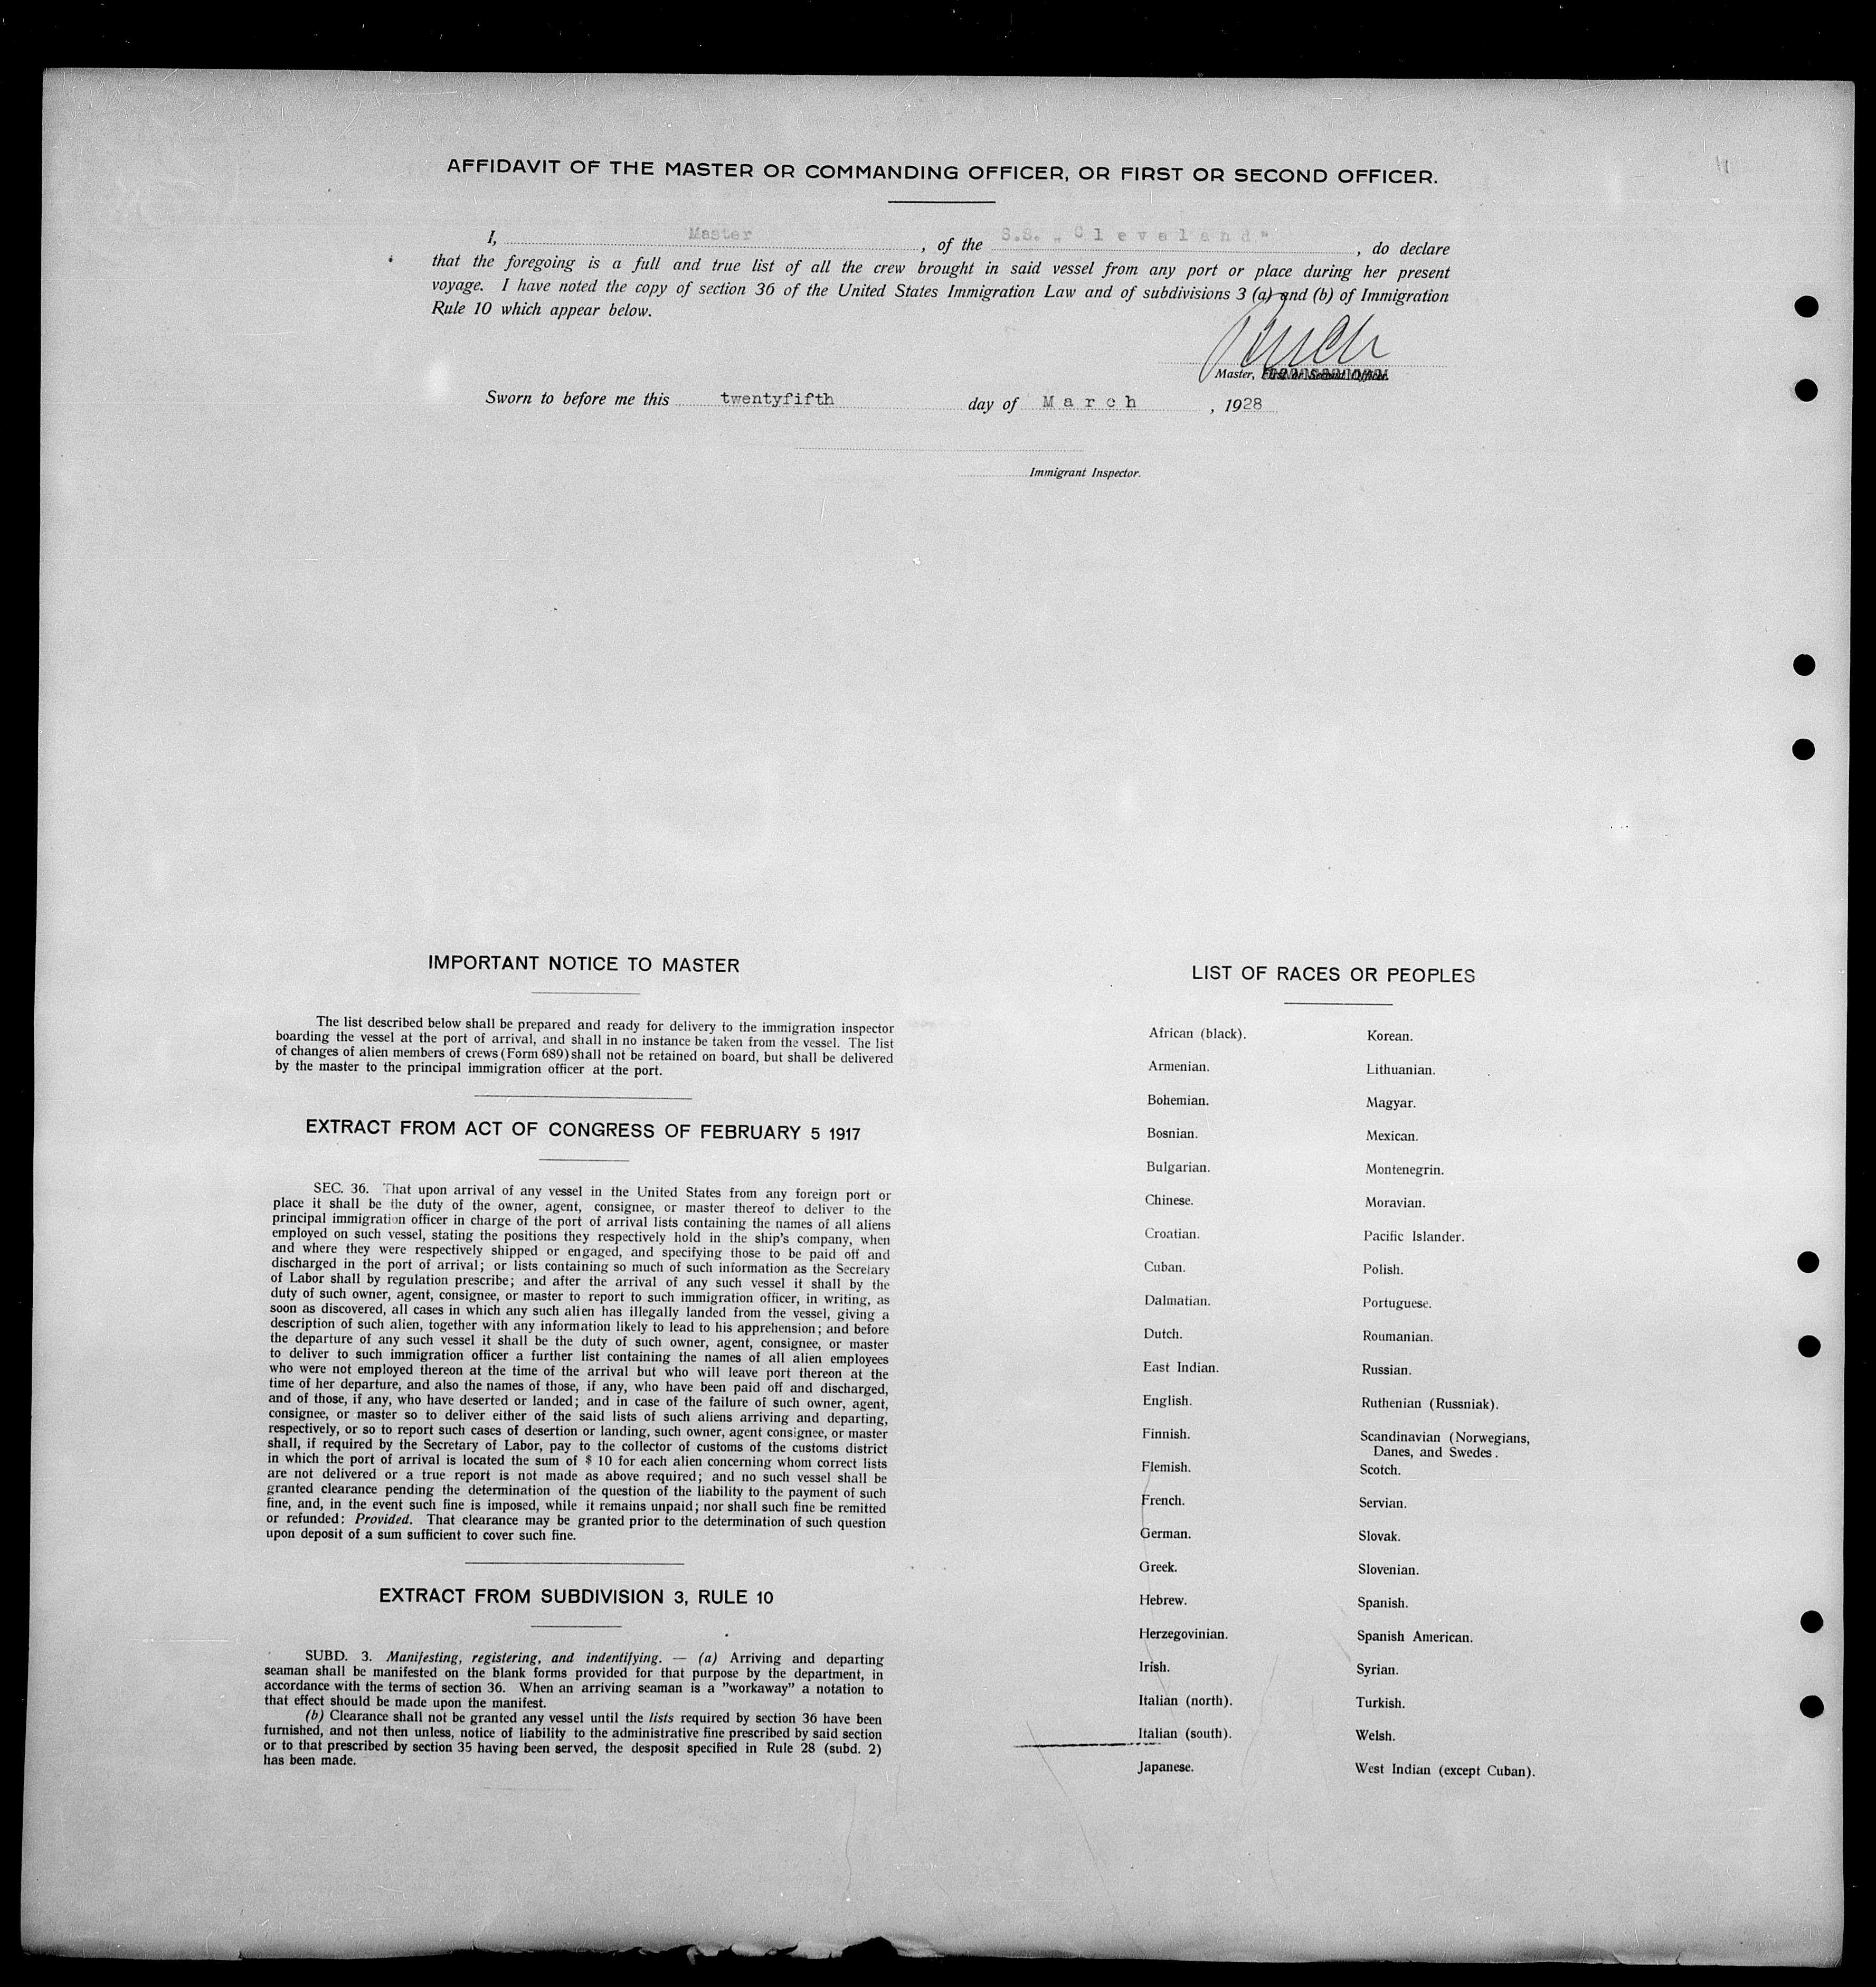 AFFIDAVIT OF THE MASTER OR COMMANDING OFFICER, OR FIRST OR SECOND OFFICER.
I, Master, of the S.S. „Cleveland", do declare
that the foregoing is a full and true list of all the crew brought in said vessel from any port or place during her present
voyage. I have noted the copy of section 36 of the United States Immigration Law and of subdivisions 3 (a) and (b) of Immigration
Rule 10 which appear below.
Master, First or Second Officer.
Sworn to before me this twentyfifth day of March, 1928
Immigrant Inspector.
IMPORTANT NOTICE TO MASTER
The list described below shall be prepared and ready for delivery to the immigration inspector
boarding the vessel at the port of arrival, and shall in no instance be taken from the vessel. The list
of changes of alien members of crews (Form 689) shall not be retained on board, but shall be delivered
by the master to the principal immigration officer at the port.
EXTRACT FROM ACT OF CONGRESS OF FEBRUARY 5 1917
SEC. 36. That upon arrival of any vessel in the United States from any foreign port or
place it shall be the duty of the owner, agent, consignee, or master thereof to deliver to the
principal immigration officer in charge of the port of arrival lists containing the names of all aliens
employed on such vessel, stating the positions they respectively hold in the ship's company, when
and where they were respectively shipped or engaged, and specifying those to be paid off and
discharged in the port of arrival; or lists containing so much of such information as the Secretary
of Labor shall by regulation prescribe; and after the arrival of any such vessel it shall by the
duty of such owner, agent, consignee, or master to report to such immigration officer, in writing, as
soon as discovered, all cases in which any such alien has illegally landed from the vessel, giving a
description of such alien, together with any information likely to lead to his apprehension; and before
the departure of any such vessel it shall be the duty of such owner, agent, consignee, or master
to deliver to such immigration officer a further list containing the names of all alien employees
who were not employed thereon at the time of the arrival but who will leave port thereon at the
time of her departure, and also the names of those, if any, who have been paid off and discharged,
and of those, if any, who have deserted or landed; and in case of the failure of such owner, agent,
consignee, or master so to deliver either of the said lists of such aliens arriving and departing,
respectively, or so to report such cases of desertion or landing, such owner, agent consignee, or master
shall, if required by the Secretary of Labor, pay to the collector of customs of the customs district
in which the port of arrival is located the sum of $ 10 for each alien concerning whom correct lists
are not delivered or a true report is not made as above required; and no such vessel shall be
granted clearance pending the determination of the question of the liability to the payment of such
fine, and, in the event such fine is imposed, while it remains unpaid; nor shall such fine be remitted
or refunded: Provided. That clearance may be granted prior to the determination of such question
upon deposit of a sum sufficient to cover such fine.
EXTRACT FROM SUBDIVISION 3, RULE 10
SUBD. 3. Manifesting, registering, and indentifying. — (a) Arriving and departing
seaman shall be manifested on the blank forms provided for that purpose by the department, in
accordance with the terms of section 36. When an arriving seaman is a "workaway" a notation to
that effect should be made upon the manifest.
(b) Clearance shall not be granted any vessel until the lists required by section 36 have been
furnished, and not then unless, notice of liability to the administrative fine prescribed by said section
or to that prescribed by section 35 having been served, the desposit specified in Rule 28 (subd. 2)
has been made.
LIST OF RACES OR PEOPLES
African (black).
Armenian.
Bohemian.
Bosnian.
Bulgarian.
Chinese.
Croatian.
Cuban.
Dalmatian.
Dutch.
East Indian.
English.
Finnish.
Flemish.
French.
German.
Greek.
Hebrew.
Herzegovinian.
Irish.
Italian (north).
Italian (south).
Japanese.
Korean.
Lithuanian.
Magyar.
Mexican.
Montenegrin.
Moravian.
Pacific Islander.
Polish.
Portuguese.
Roumanian.
Russian.
Ruthenian (Russniak).
Scandinavian (Norwegians,
Danes, and Swedes.
Scotch.
Servian.
Slovak.
Slovenian.
Spanish.
Spanish American.
Syrian.
Turkish.
Welsh.
West Indian (except Cuban).